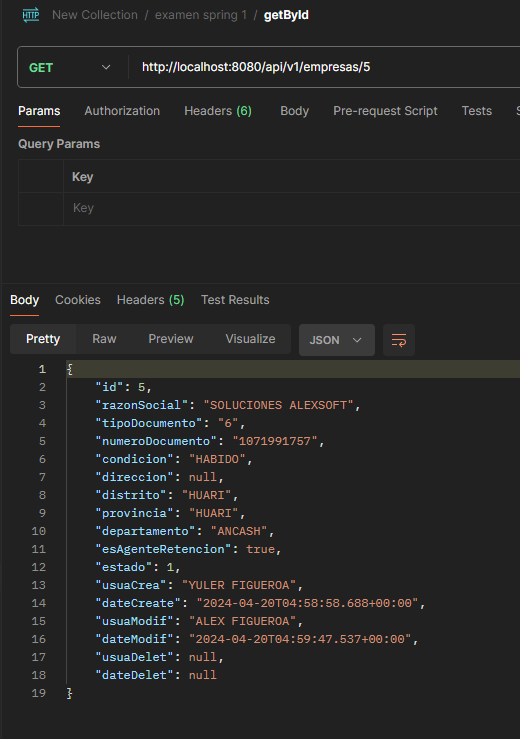 HTTP New Collection / examen spring 1 / getById
GET http://localhost:8080/api/v1/empresas/5
Params Authorization Headers (6) Body Pre-request Script Tests
Query Params
Key
Key
Body Cookies Headers (5) Test Results
Pretty Raw Preview Visualize JSON
1 {
2 "id": 5,
3 "razonSocial": "SOLUCIONES ALEXSOFT",
4 "tipoDocumento": "6",
5 "numeroDocumento": "1071991757",
6 "condicion": "HABIDO",
7 "direccion": null,
8 "distrito": "HUARI",
9 "provincia": "HUARI",
10 "departamento": "ANCASH",
11 "esAgenteRetencion": true,
12 "estado": 1,
13 "usuaCrea": "YULER FIGUEROA",
14 "dateCreate": "2024-04-20T04:58:58.688+00:00",
15 "usuaModif": "ALEX FIGUEROA",
16 "dateModif": "2024-04-20T04:59:47.537+00:00",
17 "usuaDelet": null,
18 "dateDelet": null
19 }